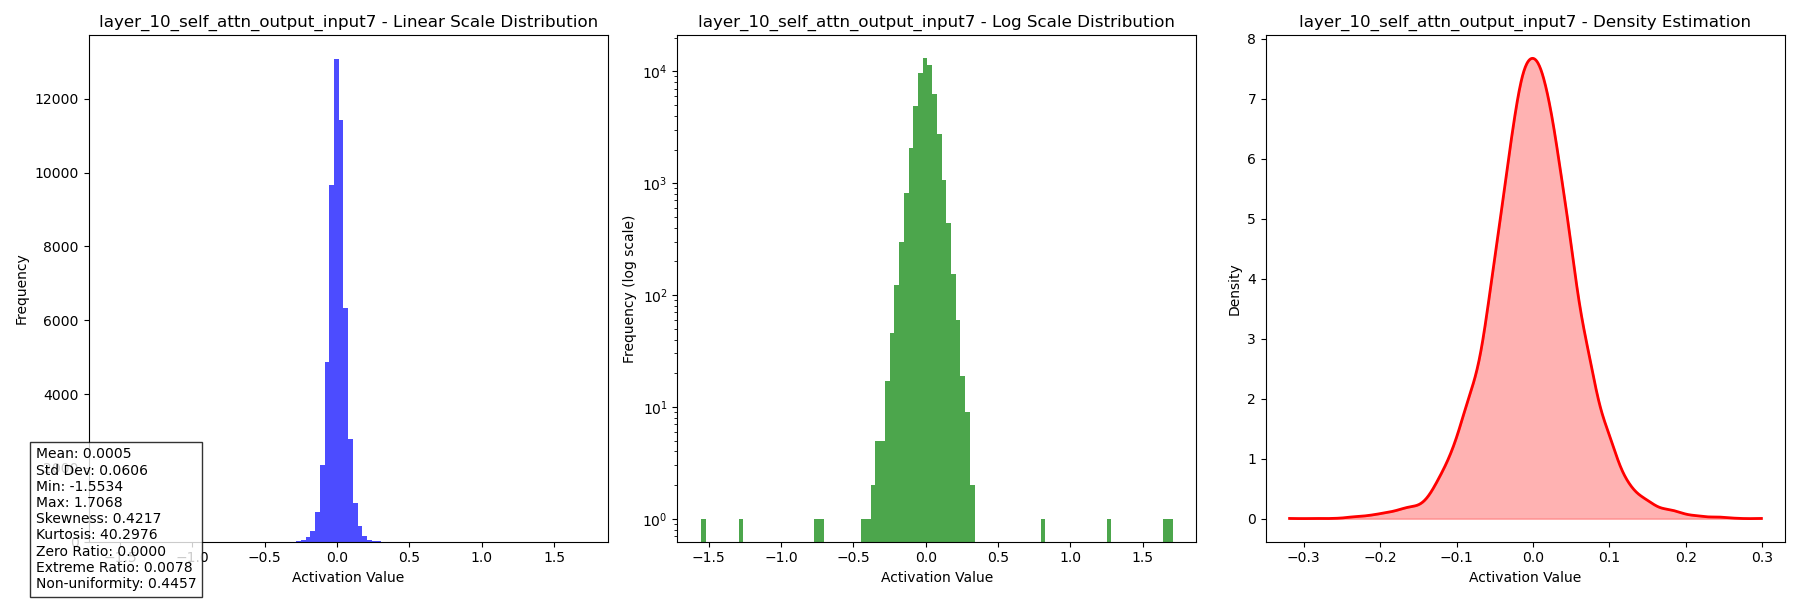 layer_10_self_attn_output_input7 - Linear Scale Distribution
Frequency
12000
10000
8000
6000
4000
−0.5
0.0
0.5
1.0
1.5
Activation Value
Mean: 0.0005
Std Dev: 0.0606
Min: -1.5534
Max: 1.7068
Skewness: 0.4217
Kurtosis: 40.2976
Zero Ratio: 0.0000
Extreme Ratio: 0.0078
Non-uniformity: 0.4457
layer_10_self_attn_output_input7 - Log Scale Distribution
Frequency (log scale)
10⁴
10³
10²
10¹
10⁰
−1.5
−1.0
−0.5
0.0
0.5
1.0
1.5
Activation Value
layer_10_self_attn_output_input7 - Density Estimation
Density
8
7
6
5
4
3
2
1
0
−0.3
−0.2
−0.1
0.0
0.1
0.2
0.3
Activation Value